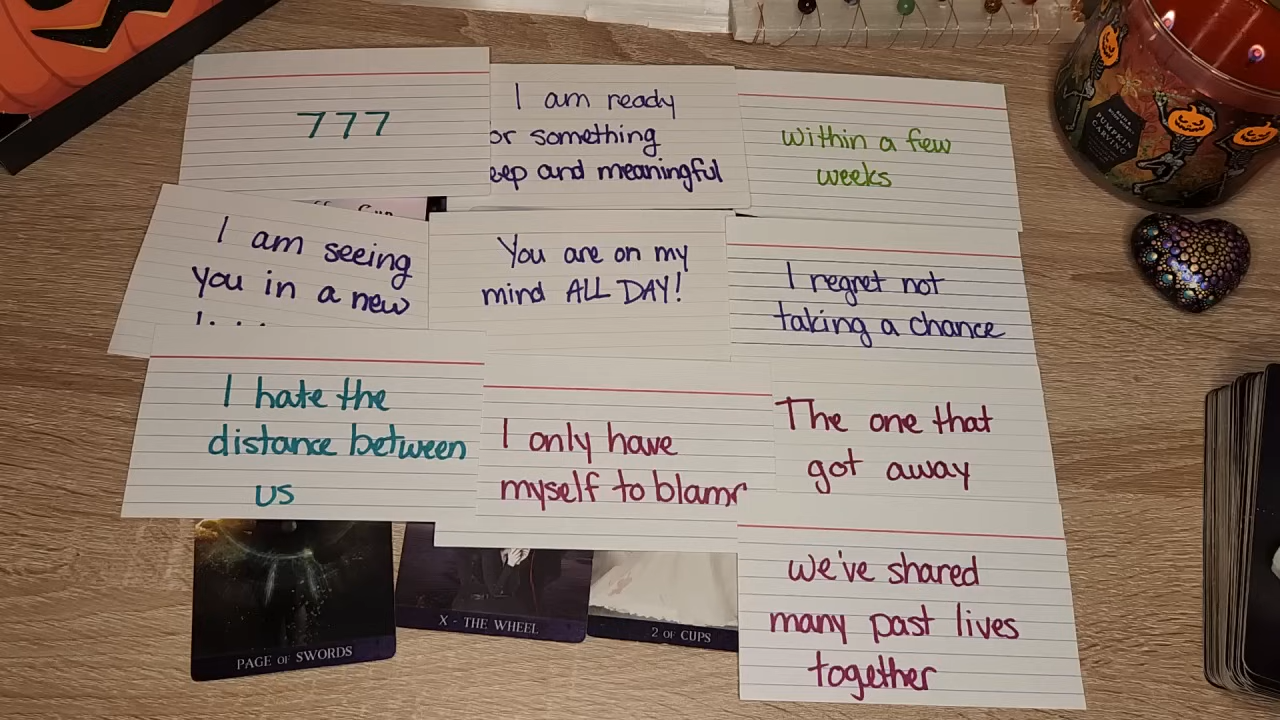 777
I am ready
or something
eep and meaningful
within a few
weeks
I am seeing
you in a new
You are on my
mind ALL DAY!
I regret not
taking a chance
I hate the
distance between
us
I only have
myself to blam
The one that
got away
we've shared
many past lives
together
PAGE OF SWORDS
X - THE WHEEL
2 OF CUPS
PUMPKIN
CARVING